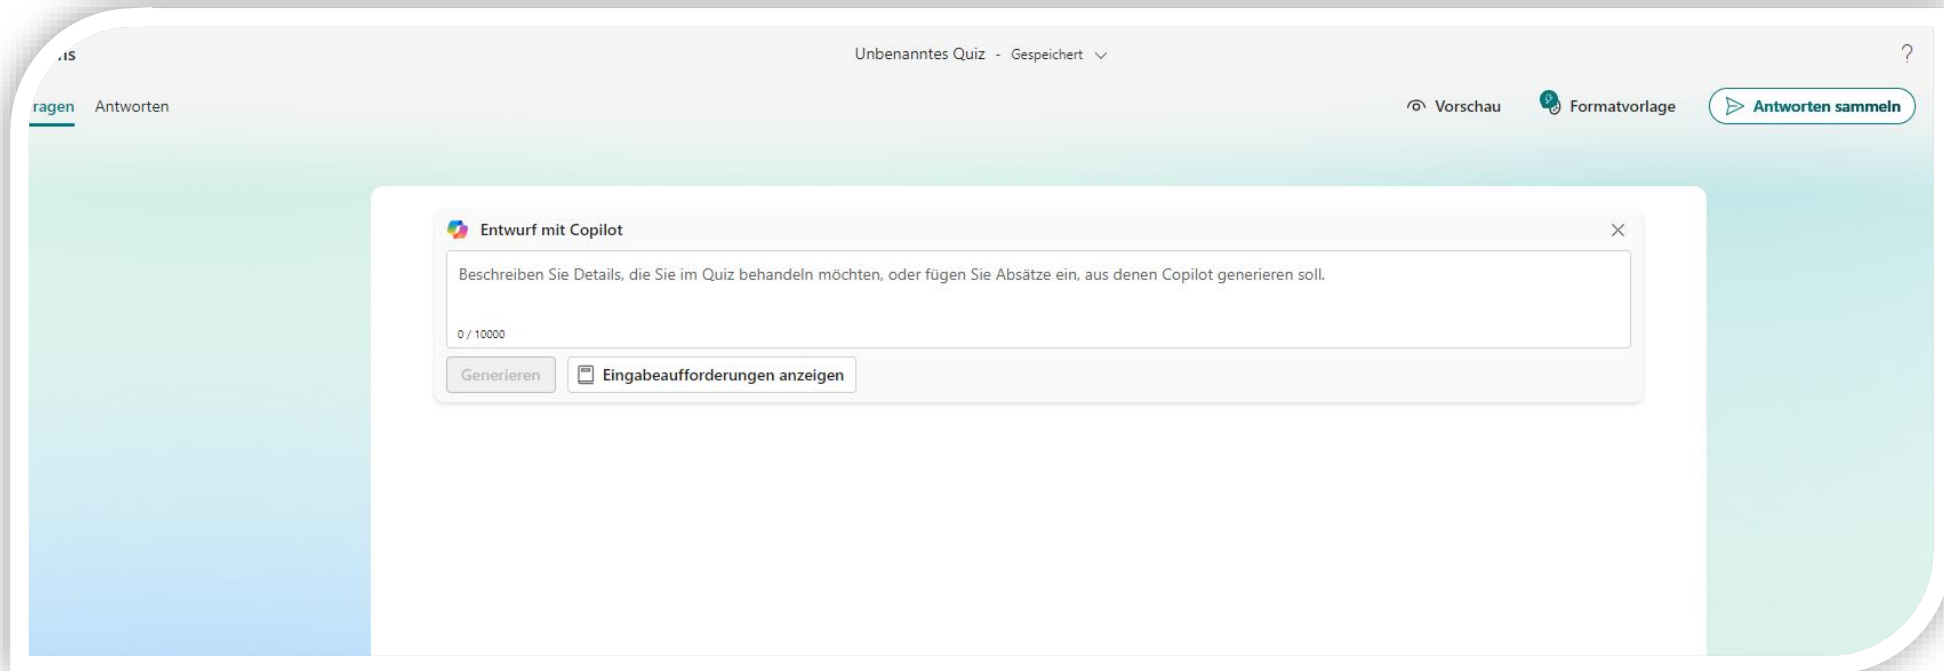 Unbenanntes Quiz - Gespeichert
?
ragen Antworten
Vorschau
Formatvorlage
Antworten sammeln
Entwurf mit Copilot
Beschreiben Sie Details, die Sie im Quiz behandeln möchten, oder fügen Sie Absätze ein, aus denen Copilot generieren soll.
0 / 10000
Generieren
Eingabeaufforderungen anzeigen